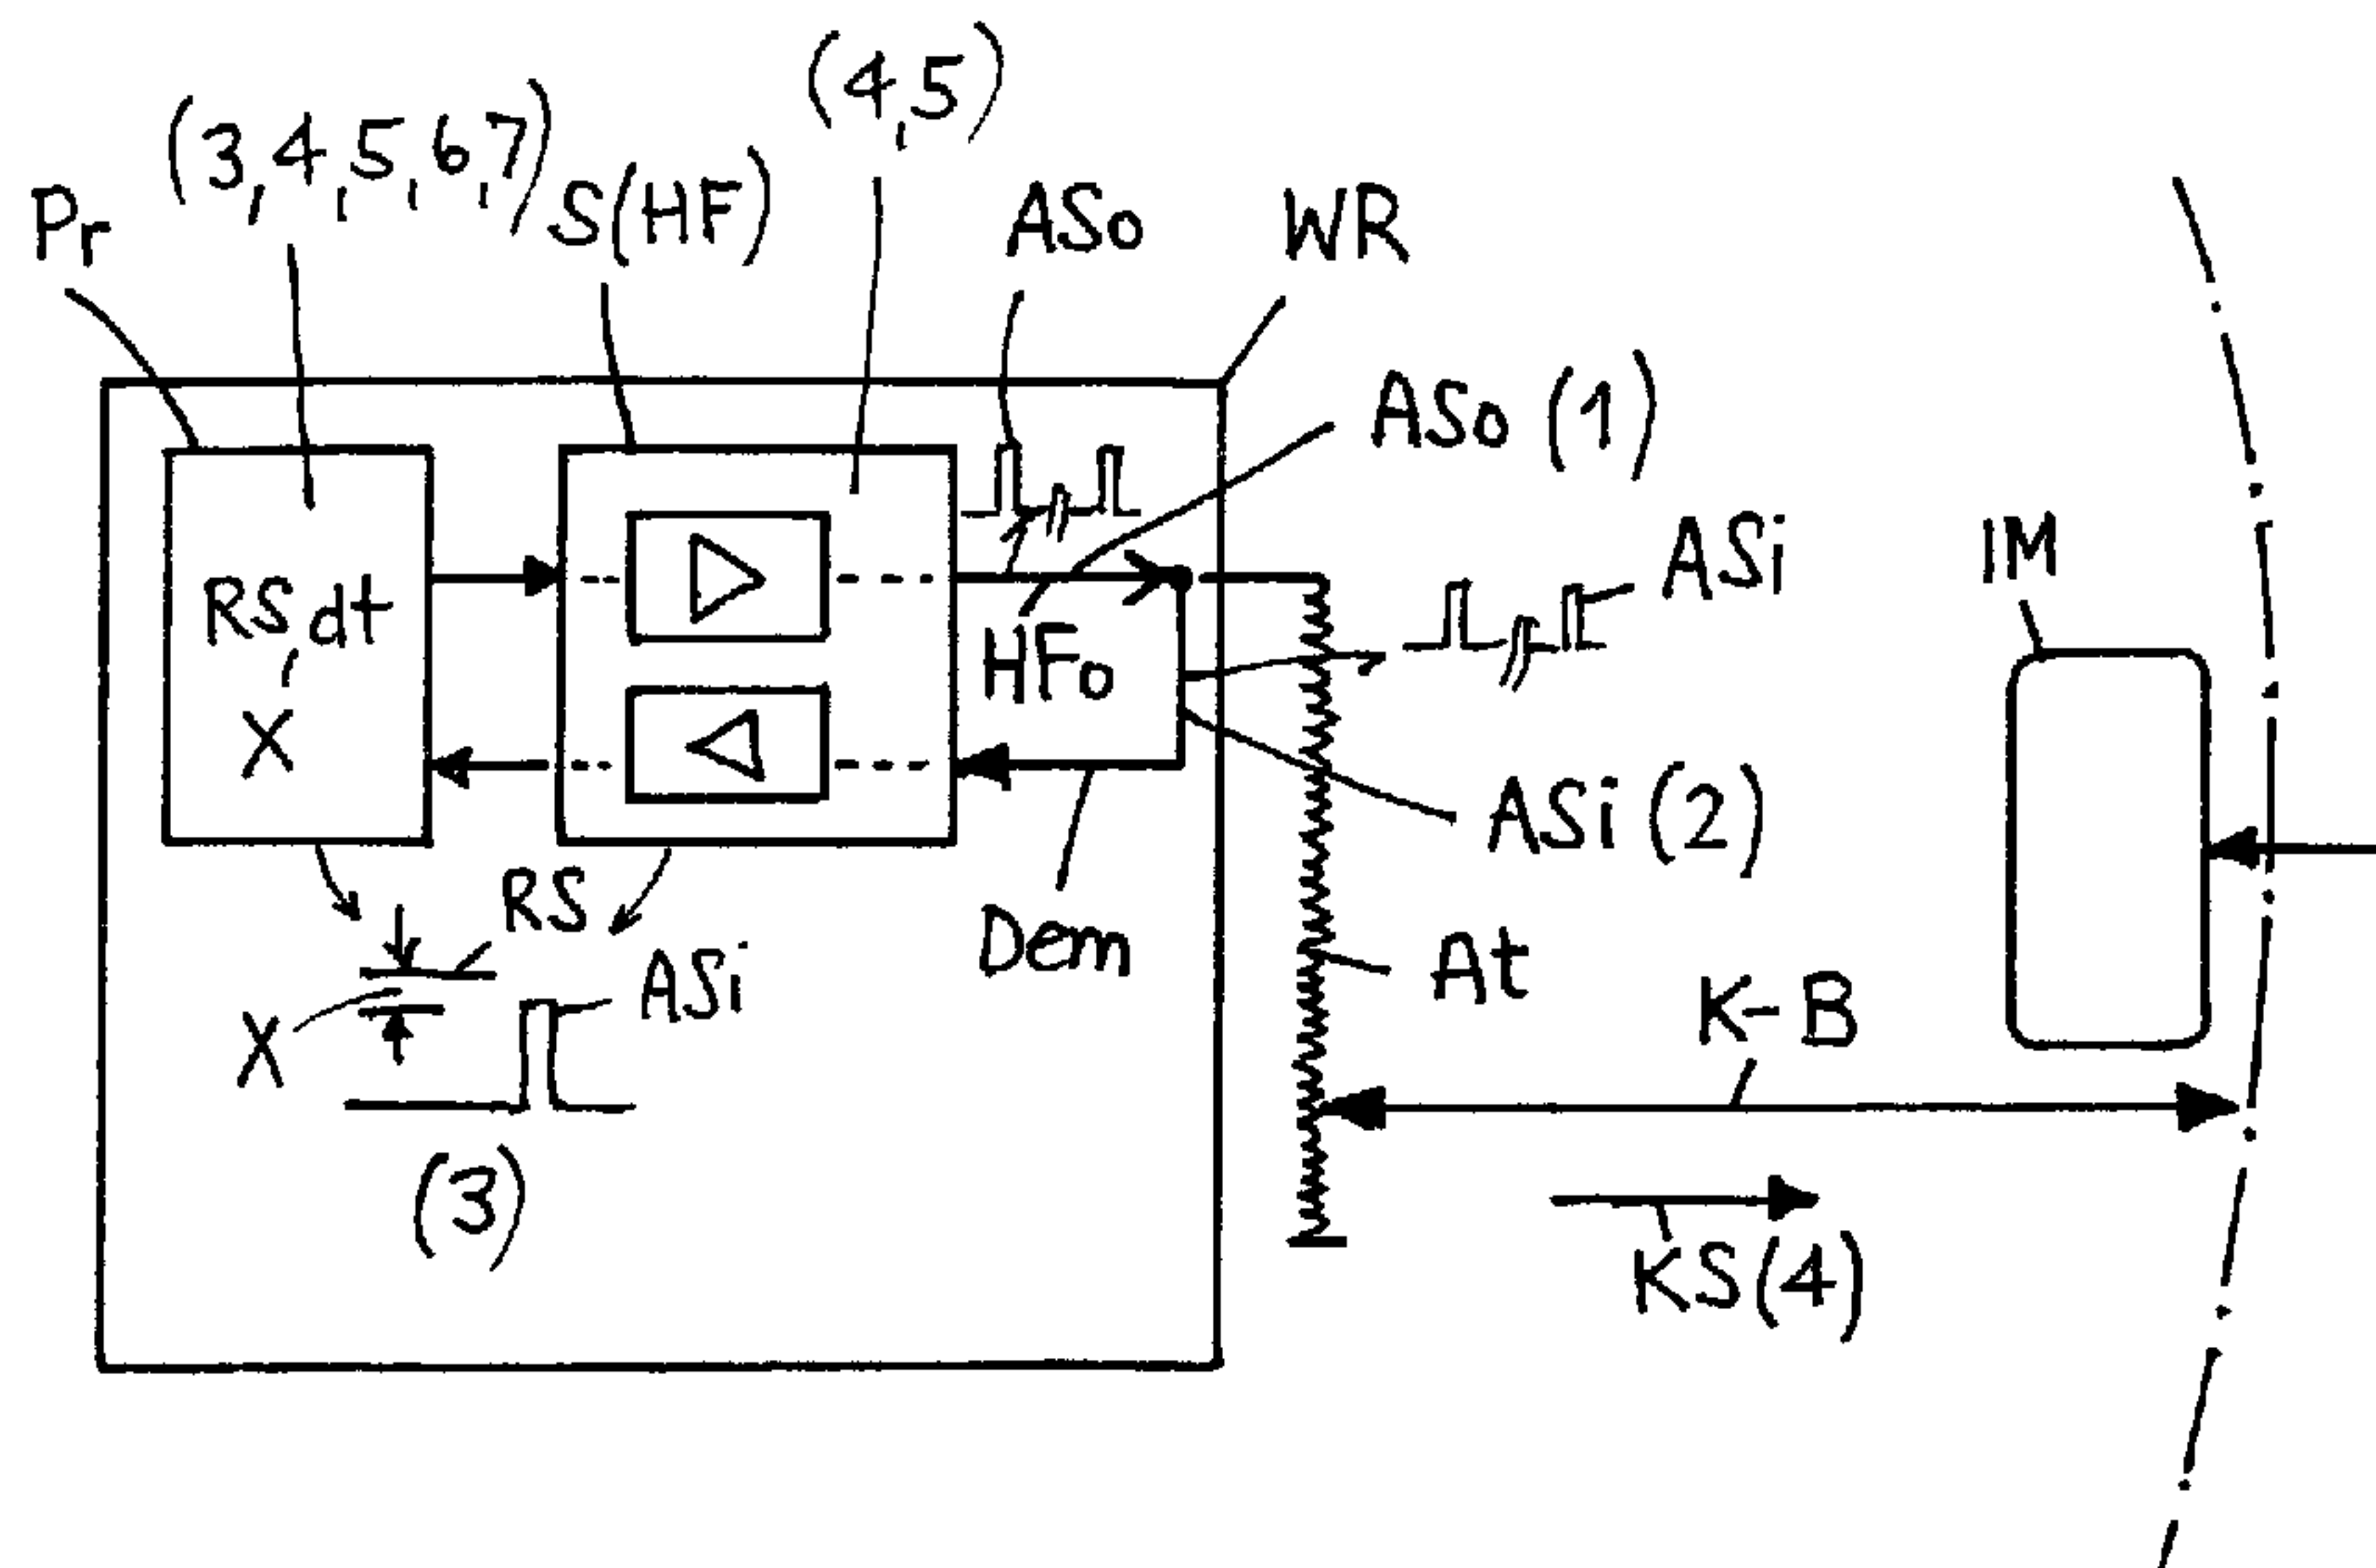 (4,5)
(3,4,5,6,7)
Pr
S(HF)
ASo
WR
ASo (1)
ASi
IM
RS dt
X
HFo
ASi (2)
RS
Dem
ASi
At
K-B
X
(3)
KS(4)